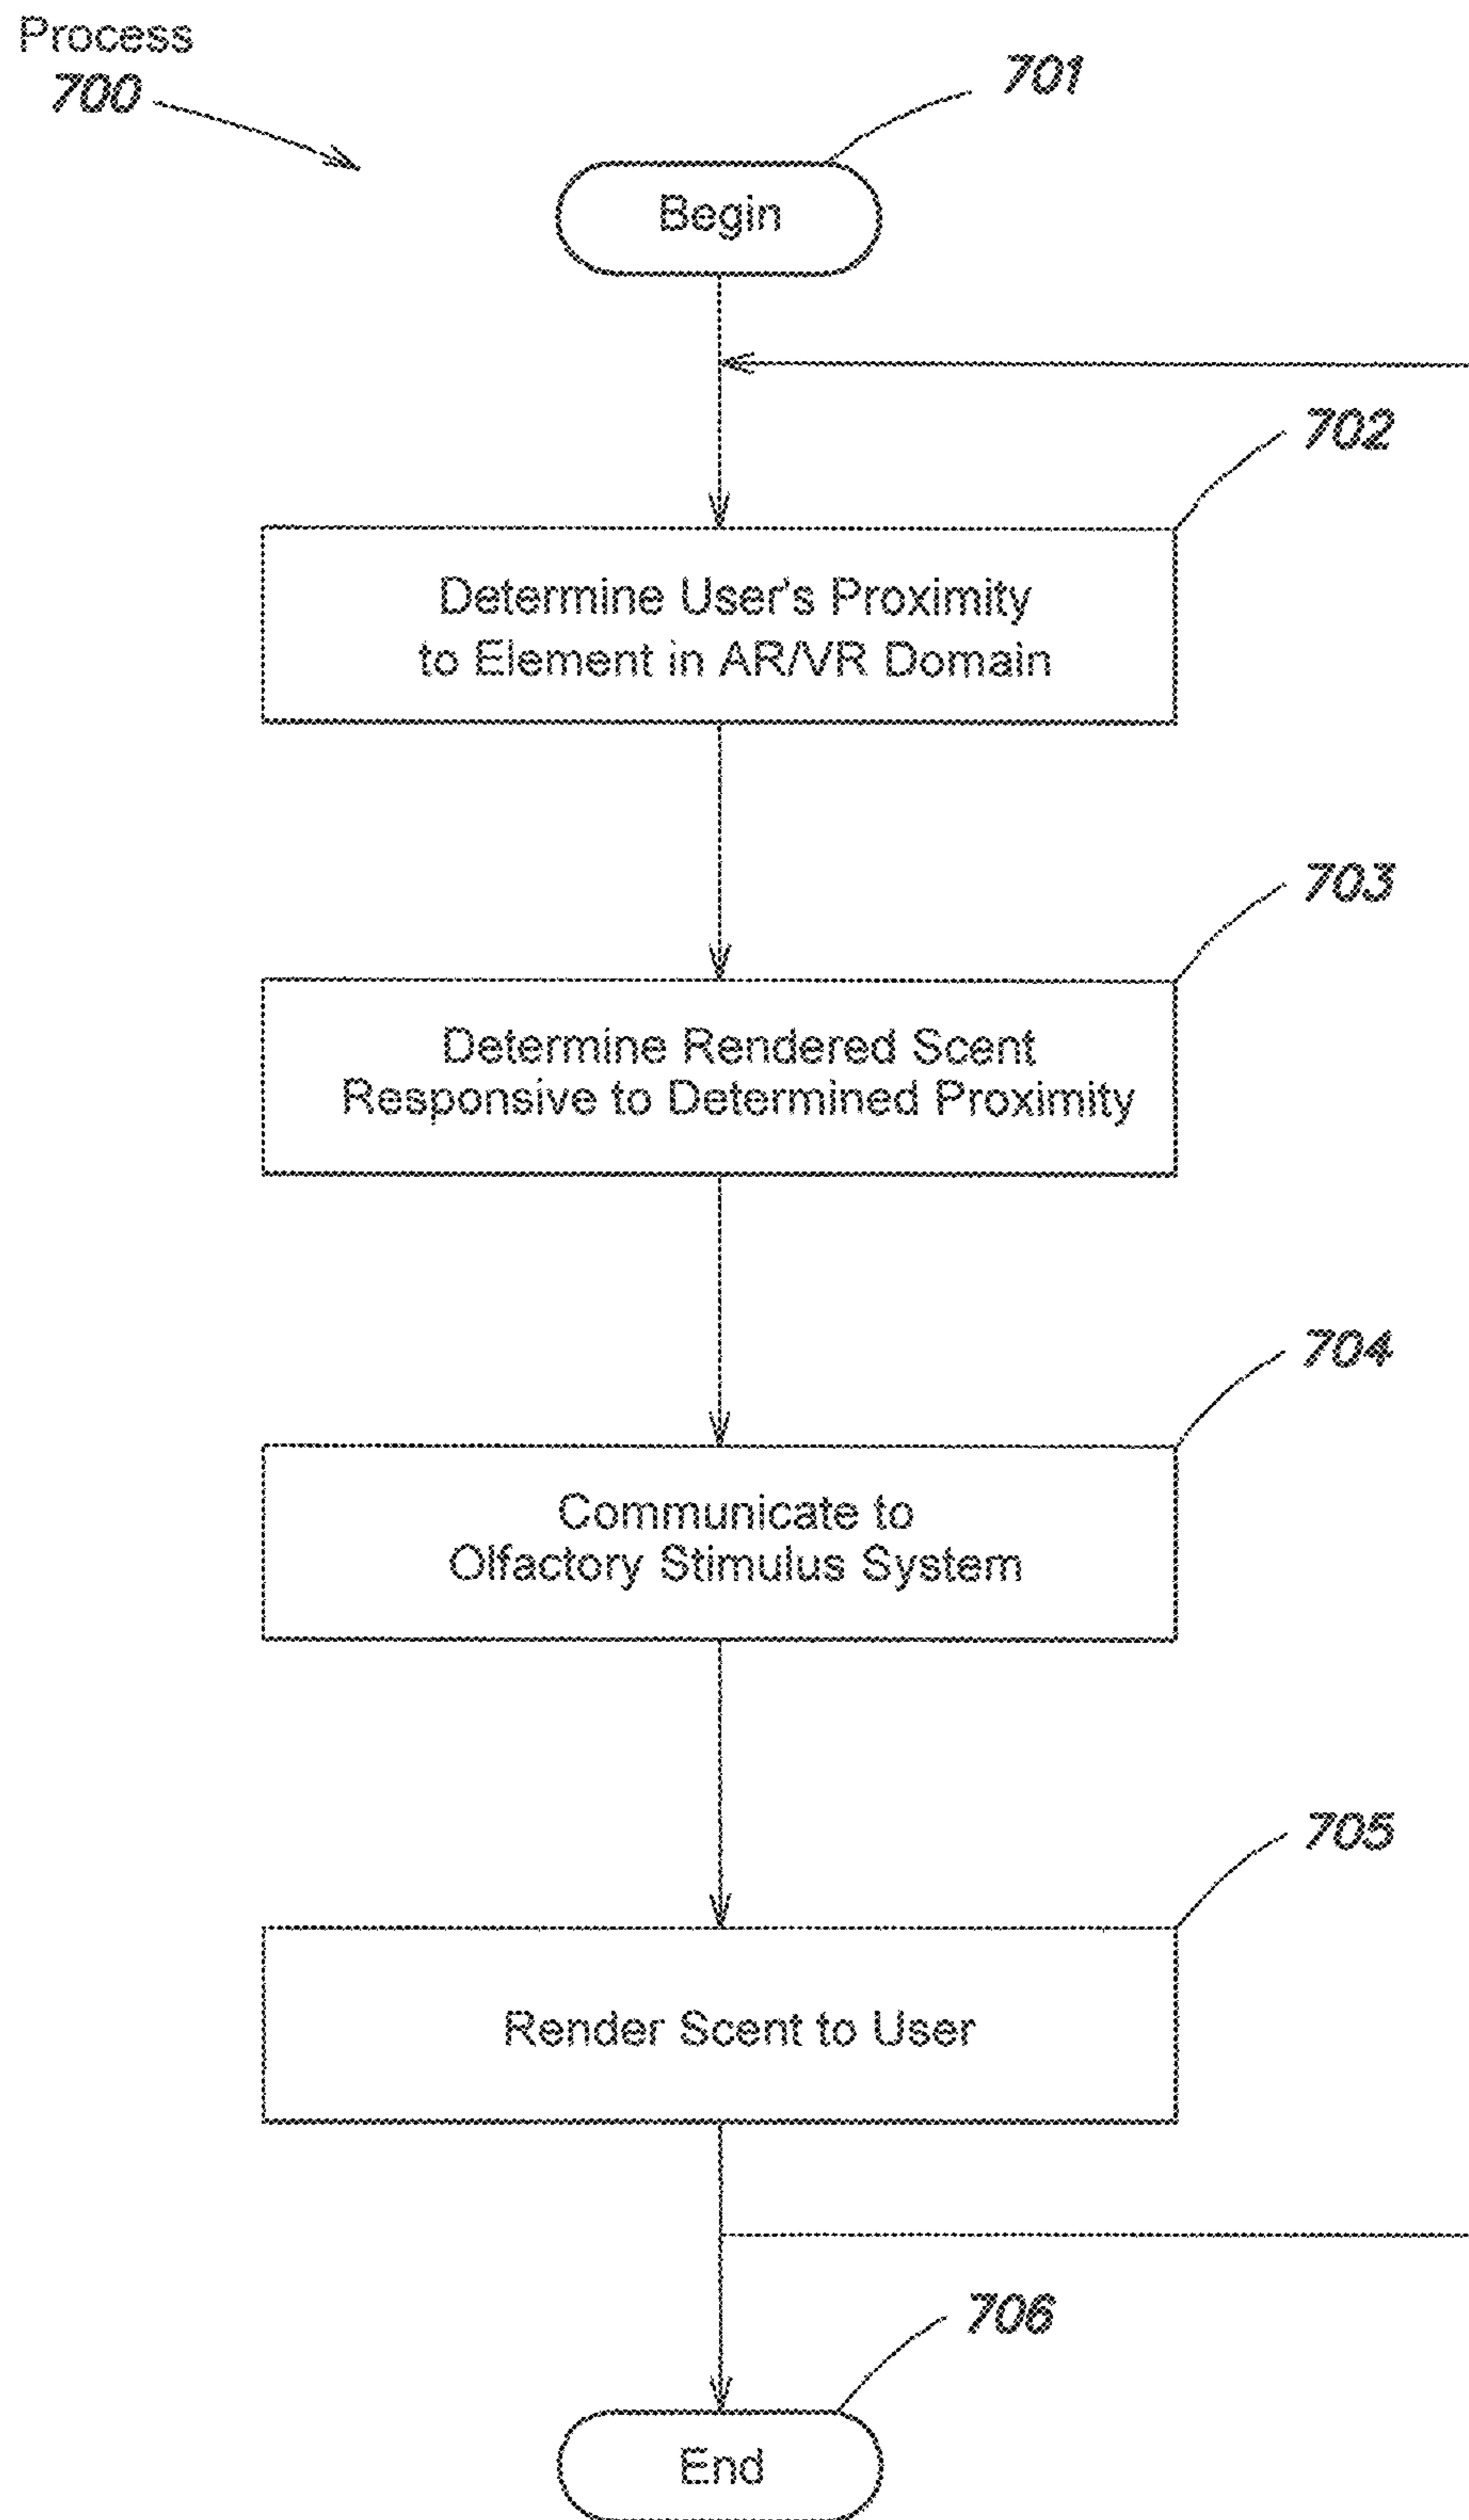 Process
700
701
Begin
702
Determine User's Proximity
to Element in AR/VR Domain
703
Determine Rendered Scent
Responsive to Determined Proximity
704
Communicate to
Olfactory Stimulus System
705
Render Scent to User
706
End